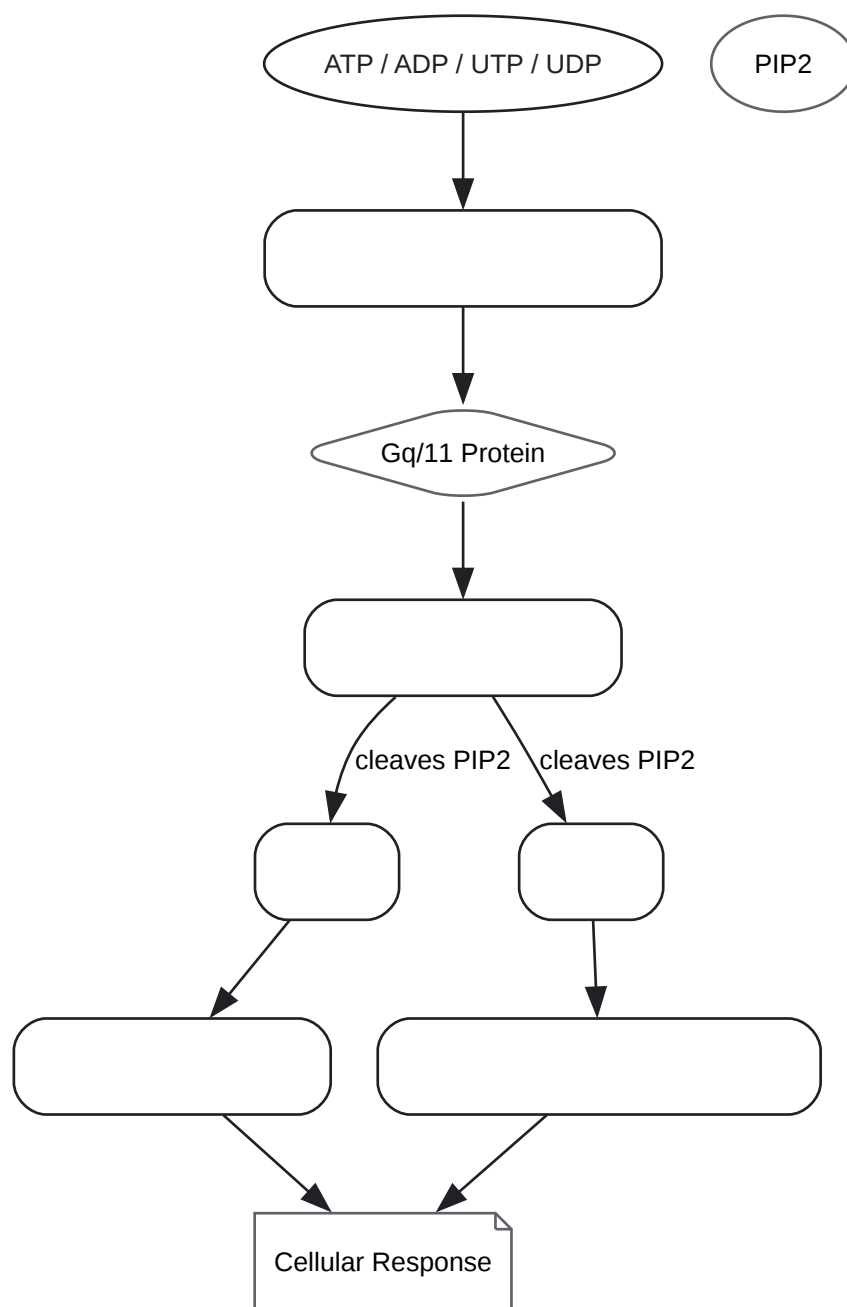 ATP / ADP / UTP / UDP
PIP2
Gq/11 Protein
cleaves PIP2
cleaves PIP2
Cellular Response